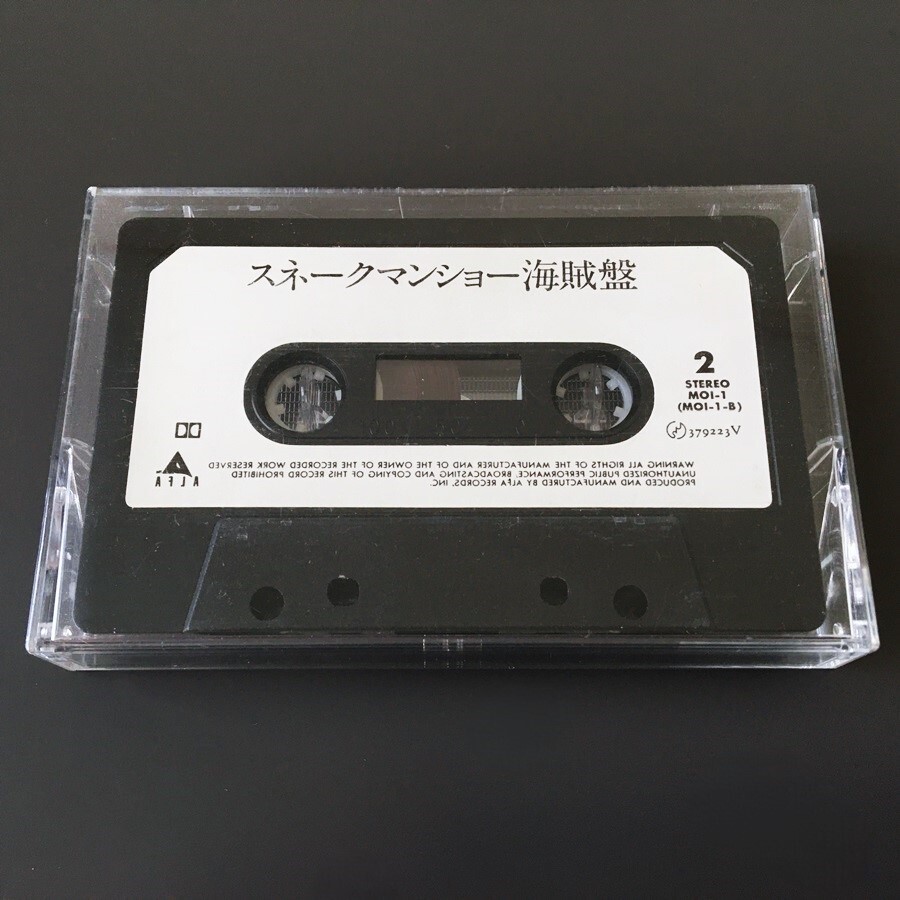 スネークマンショー海賊盤
2
STEREO
MOI-1
(MOI-1-B)
379223V
ALFA
WARNING ALL RIGHTS OF THE MANUFACTURER AND OF THE OWNER OF THE RECORDED WORK RESERVED
UNAUTHORIZED PUBLIC PERFORMANCE, BROADCASTING AND COPYING OF THIS RECORD PROHIBITED
PRODUCED AND MANUFACTURED BY ALFA RECORDS, INC.